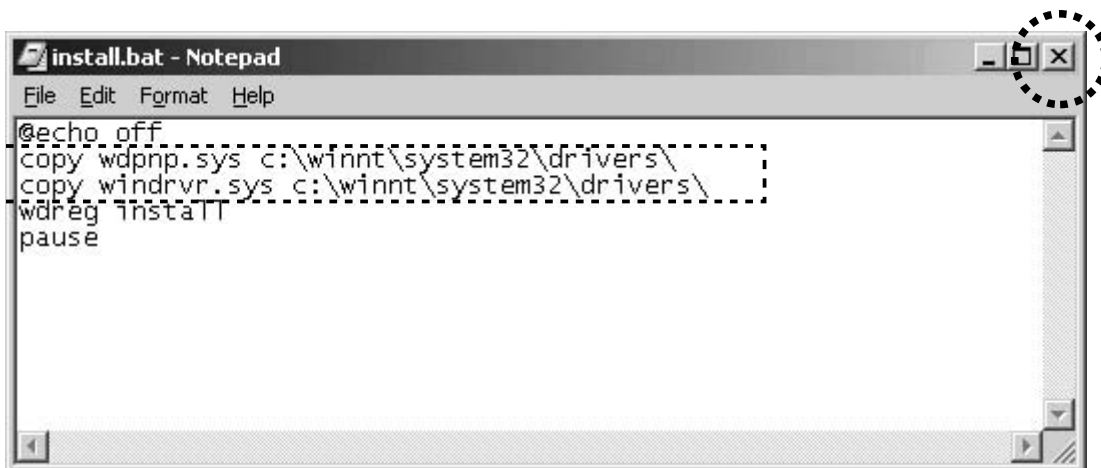 install.bat - Notepad
File Edit Format Help
@echo off
copy wdpnp.sys c:\winnt\system32\drivers\
copy windrvr.sys c:\winnt\system32\drivers\
wdreg install
pause